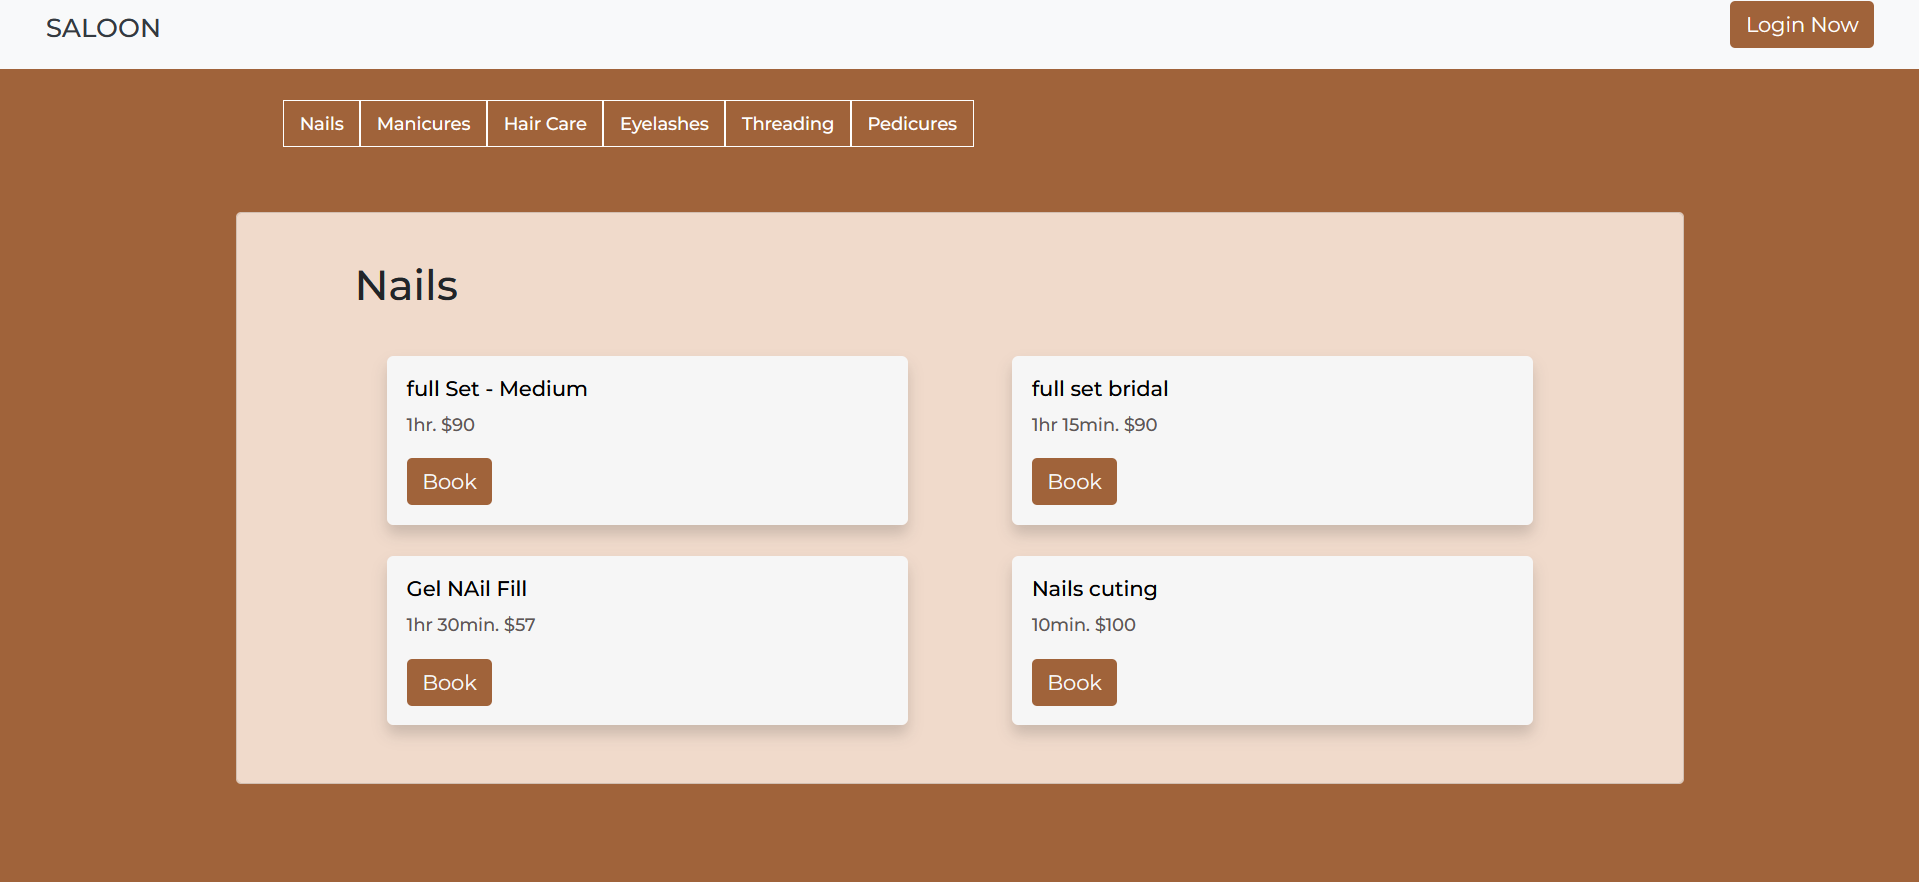 SALOON
Login Now
Nails
Manicures
Hair Care
Eyelashes
Threading
Pedicures
Nails
full Set - Medium
1hr. $90
Book
full set bridal
1hr 15min. $90
Book
Gel NAil Fill
1hr 30min. $57
Book
Nails cuting
10min. $100
Book